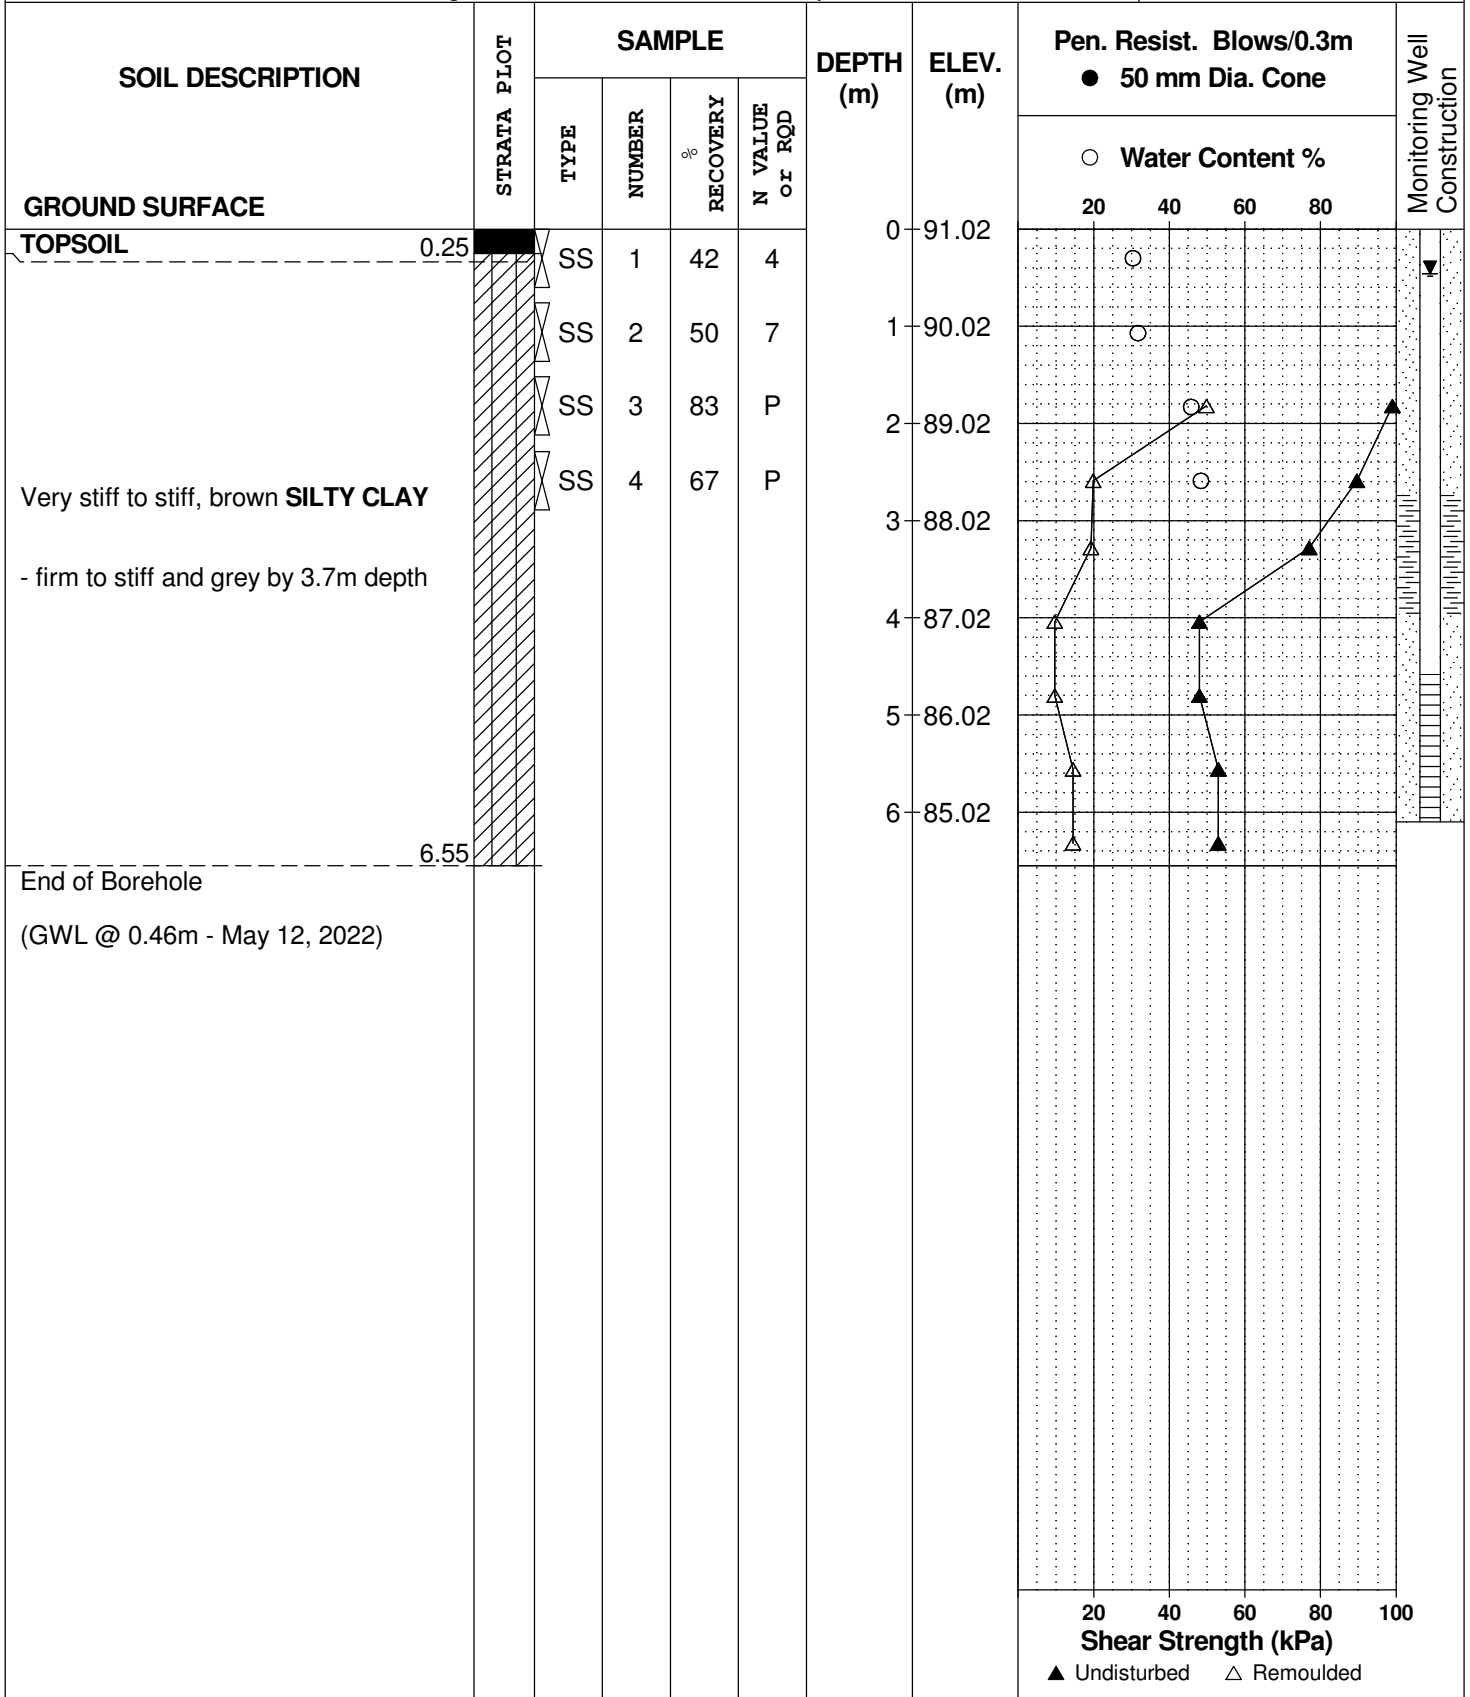 SOIL DESCRIPTION
GROUND SURFACE
STRATA PLOT
SAMPLE
TYPE
NUMBER
%
RECOVERY
N VALUE
or RQD
DEPTH
(m)
ELEV.
(m)
Pen. Resist. Blows/0.3m
● 50 mm Dia. Cone
○ Water Content %
20 40 60 80
Monitoring Well
Construction
TOPSOIL 0.25
SS 1 42 4
SS 2 50 7
SS 3 83 P
SS 4 67 P
0 91.02
1 90.02
2 89.02
3 88.02
4 87.02
5 86.02
6 85.02
Very stiff to stiff, brown SILTY CLAY
- firm to stiff and grey by 3.7m depth
6.55
End of Borehole
(GWL @ 0.46m - May 12, 2022)
20 40 60 80 100
Shear Strength (kPa)
▲ Undisturbed △ Remoulded